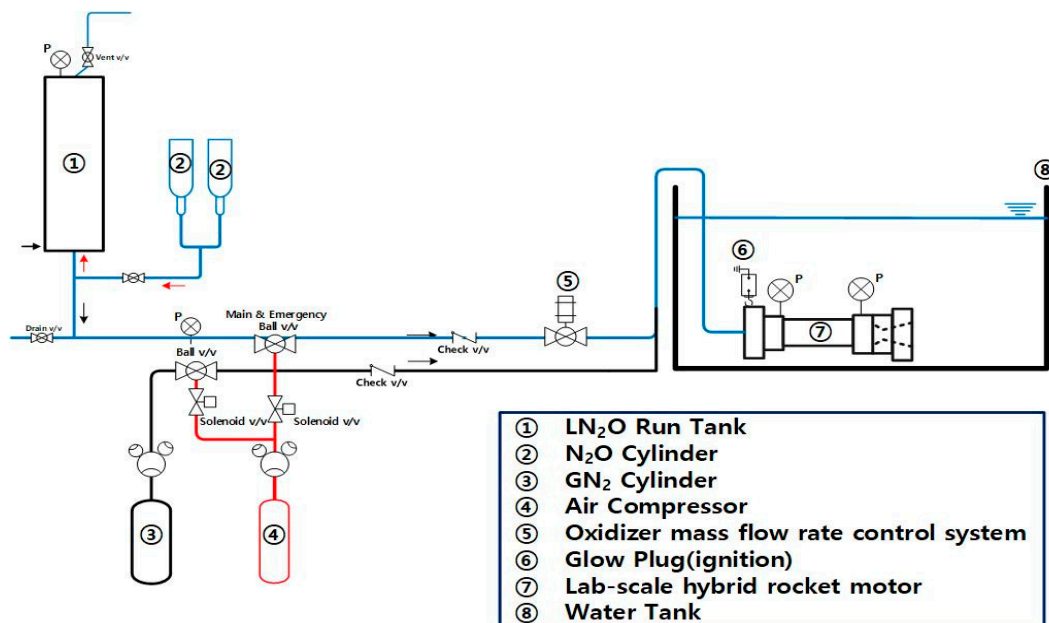 P
Vent v/v
①
②
②
⑧
⑥
⑤
P
P
Drain v/v
P
Main & Emergency
Ball v/v
Ball v/v
Check v/v
⑦
Check v/v
Solenoid v/v
Solenoid v/v
③
④
① LN₂O Run Tank
② N₂O Cylinder
③ GN₂ Cylinder
④ Air Compressor
⑤ Oxidizer mass flow rate control system
⑥ Glow Plug(ignition)
⑦ Lab-scale hybrid rocket motor
⑧ Water Tank